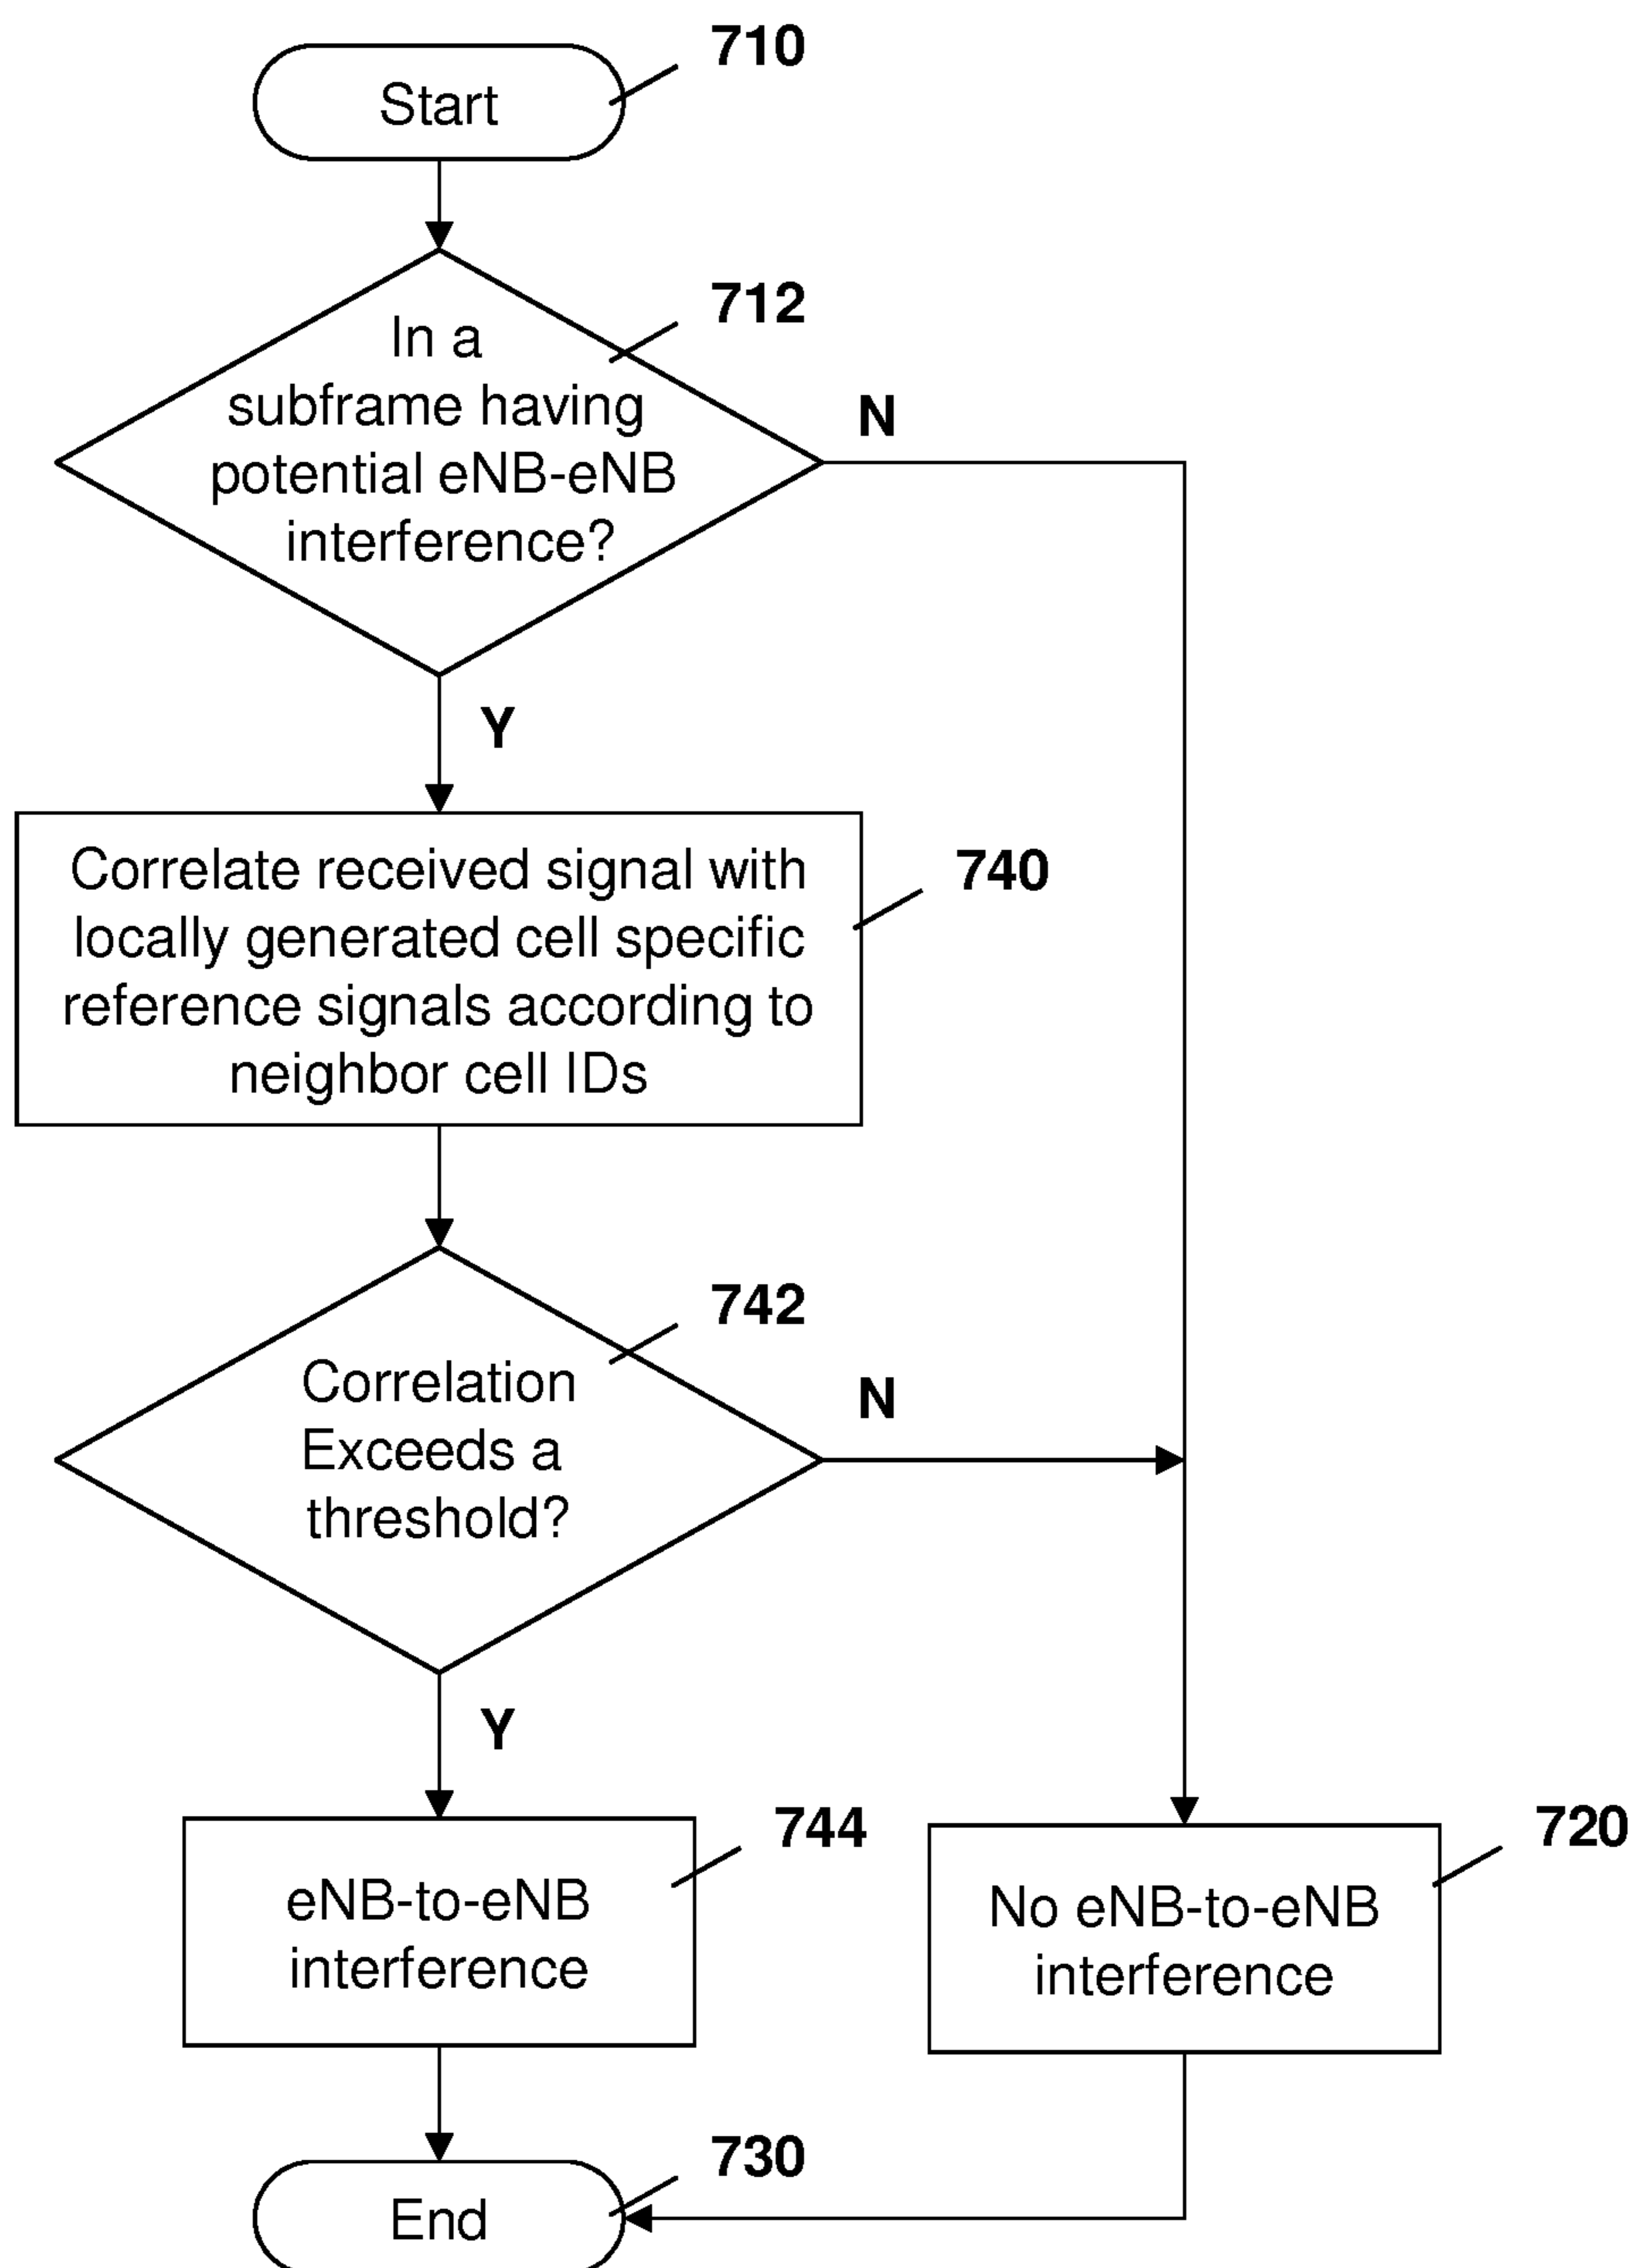 710
Start
712
In a
subframe having
potential eNB-eNB
interference?
N
Y
740
Correlate received signal with
locally generated cell specific
reference signals according to
neighbor cell IDs
742
Correlation
Exceeds a
threshold?
N
Y
744
eNB-to-eNB
interference
720
No eNB-to-eNB
interference
730
End